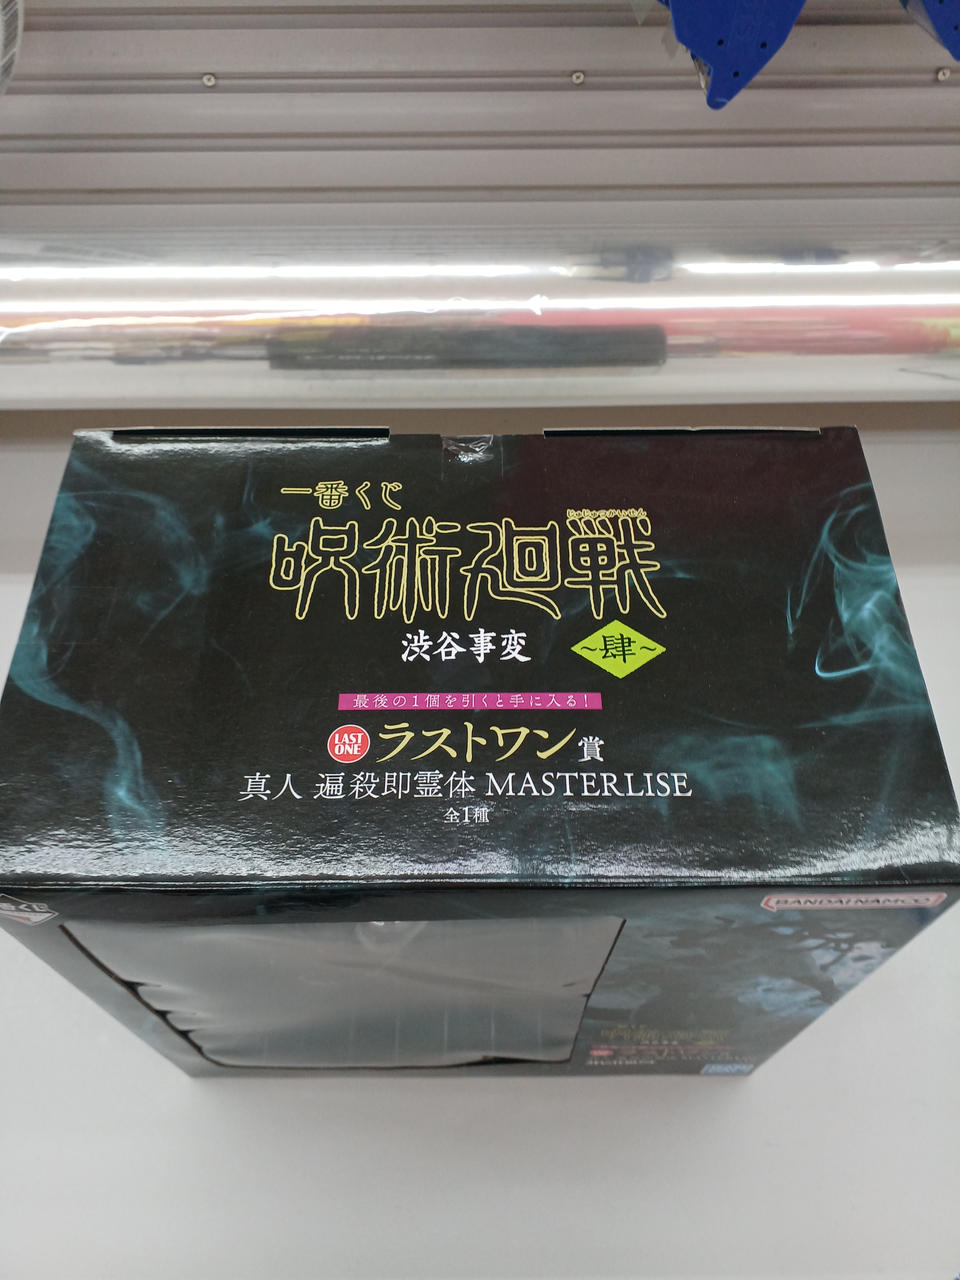 一番くじ
じゅじゅつかいせん
呪術廻戦
渋谷事変
～肆～
最後の1個を引くと手に入る!
LAST ONE ラストワン賞
真人 遍殺即霊体 MASTERLISE
全1種
BANDAI NAMCO